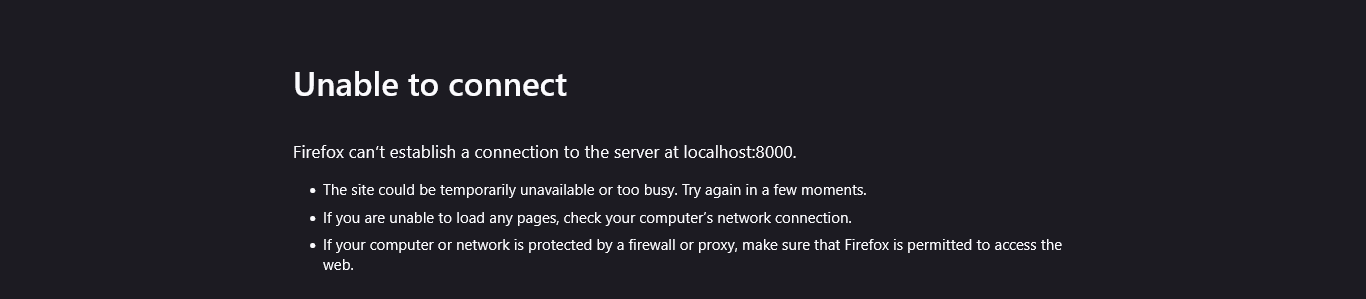 Unable to connect
Firefox can’t establish a connection to the server at localhost:8000.
• The site could be temporarily unavailable or too busy. Try again in a few moments.
• If you are unable to load any pages, check your computer’s network connection.
• If your computer or network is protected by a firewall or proxy, make sure that Firefox is permitted to access the
web.